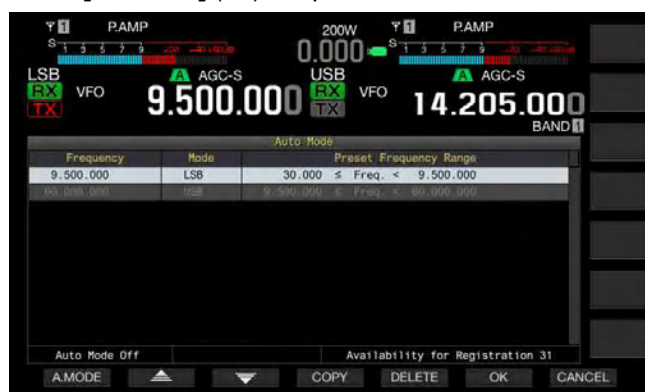 P.AMP 200W P.AMP
S 1 3 5 7 9 +20 +40 +60dB 0.000 S 1 3 5 7 9
LSB A AGC-S USB A AGC-S
RX VFO 9.500.000 RX VFO 14.205.000
TX TX
BAND 1
Auto Mode
Frequency Mode Preset Frequency Range
9.500.000 LSB 30.000 ≤ Freq. < 9.500.000
60.000.000 USB 9.500.000 ≤ Freq. < 60.000.000
Auto Mode Off Availability for Registration 31
A.MODE COPY DELETE OK CANCEL